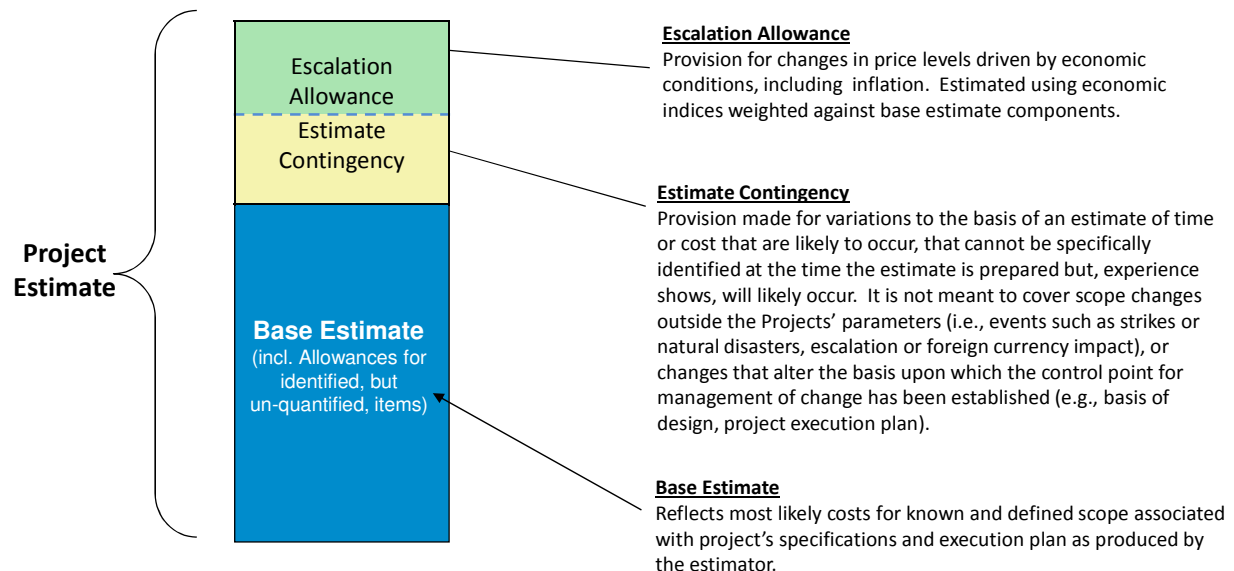 Project
Estimate
Escalation
Allowance
Estimate
Contingency
Base Estimate
(incl. Allowances for
identified, but
un-quantified, items)
Escalation Allowance
Provision for changes in price levels driven by economic
conditions, including  inflation.  Estimated using economic
indices weighted against base estimate components.
Estimate Contingency
Provision made for variations to the basis of an estimate of time
or cost that are likely to occur, that cannot be specifically
identified at the time the estimate is prepared but, experience
shows, will likely occur.  It is not meant to cover scope changes
outside the Projects’ parameters (i.e., events such as strikes or
natural disasters, escalation or foreign currency impact), or
changes that alter the basis upon which the control point for
management of change has been established (e.g., basis of
design, project execution plan).
Base Estimate
Reflects most likely costs for known and defined scope associated
with project’s specifications and execution plan as produced by
the estimator.